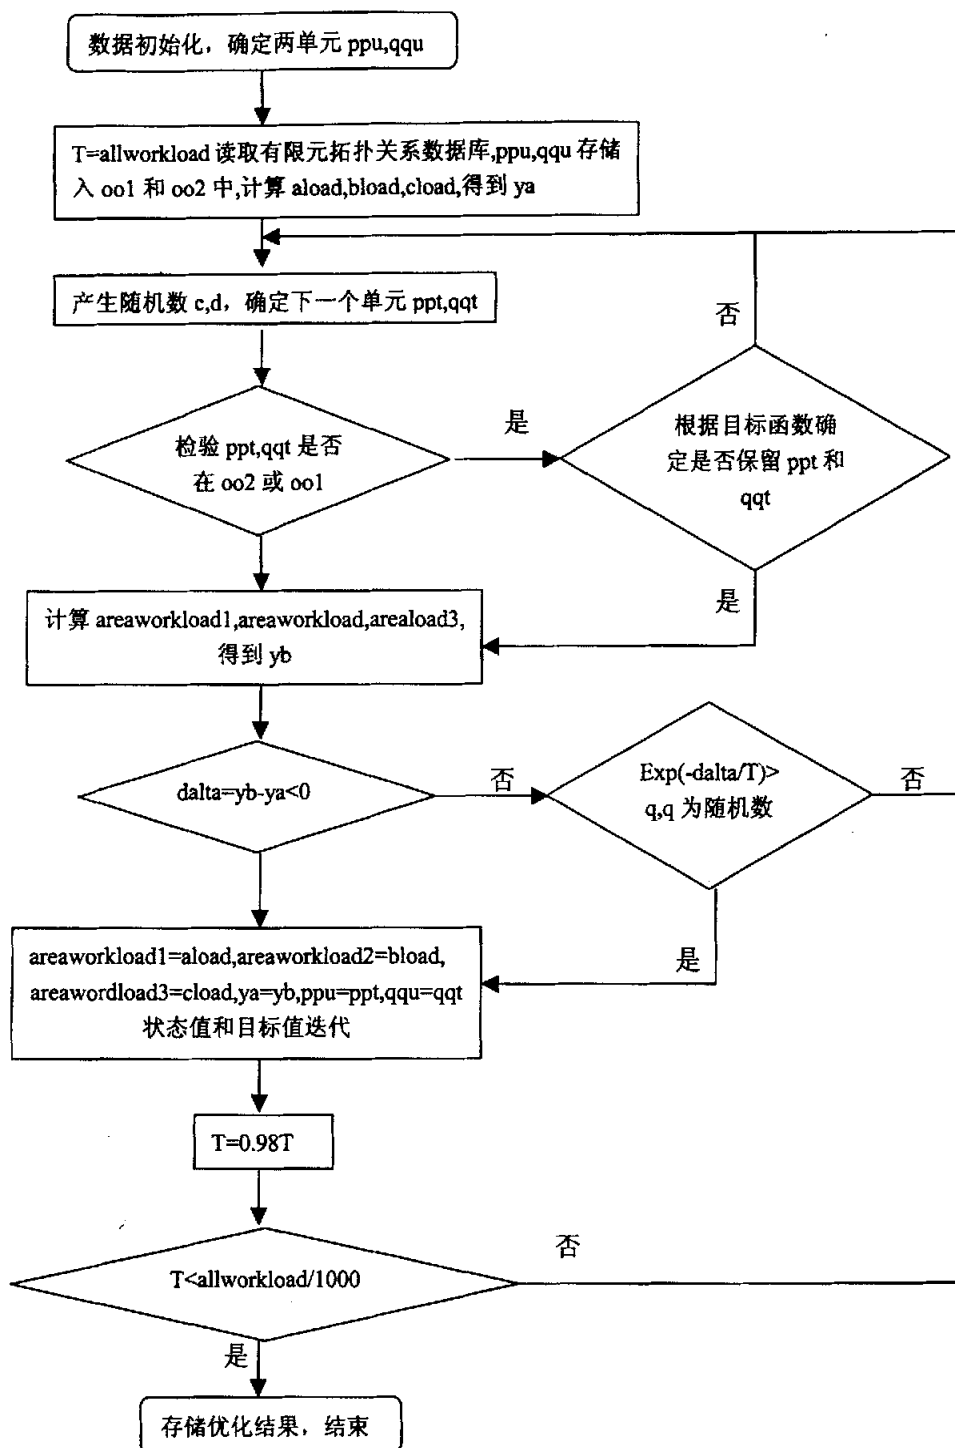 数据初始化，确定两单元 ppu,qqu
T=allworkload 读取有限元拓扑关系数据库,ppu,qqu 存储
入 oo1 和 oo2 中,计算 aload,bload,cload,得到 ya
产生随机数 c,d，确定下一个单元 ppt,qqt
否
检验 ppt,qqt 是否
在 oo2 或 oo1
是
根据目标函数确
定是否保留 ppt 和
qqt
是
计算 areaworkload1,areaworkload,areaload3,
得到 yb
dalta=yb-ya<0
否
Exp(-dalta/T)>
q,q 为随机数
否
是
areaworkload1=aload,areaworkload2=bload,
areawordload3=cload,ya=yb,ppu=ppt,qqu=qqt
状态值和目标值迭代
T=0.98T
T<allworkload/1000
否
是
存储优化结果，结束